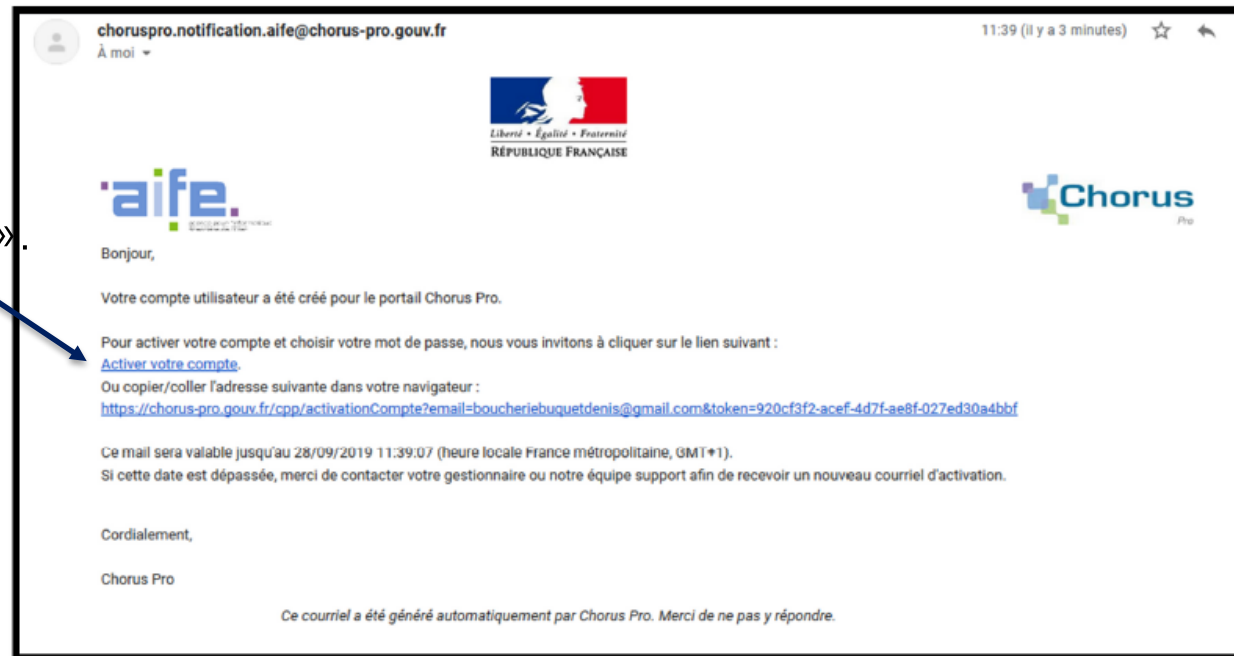 choruspro.notification.aife@chorus-pro.gouv.fr
11:39 (il y a 3 minutes)
À moi
Liberté • Égalité • Fraternité
RÉPUBLIQUE FRANÇAISE
aife.
Chorus
Pro
».
Bonjour,
Votre compte utilisateur a été créé pour le portail Chorus Pro.
Pour activer votre compte et choisir votre mot de passe, nous vous invitons à cliquer sur le lien suivant :
Activer votre compte.
Ou copier/coller l'adresse suivante dans votre navigateur :
https://chorus-pro.gouv.fr/cpp/activationCompte?email=boucheriebuquetdenis@gmail.com&token=920cf3f2-acef-4d7f-ae8f-027ed30a4bbf
Ce mail sera valable jusqu'au 28/09/2019 11:39:07 (heure locale France métropolitaine, GMT+1).
Si cette date est dépassée, merci de contacter votre gestionnaire ou notre équipe support afin de recevoir un nouveau courriel d'activation.
Cordialement,
Chorus Pro
Ce courriel a été généré automatiquement par Chorus Pro. Merci de ne pas y répondre.